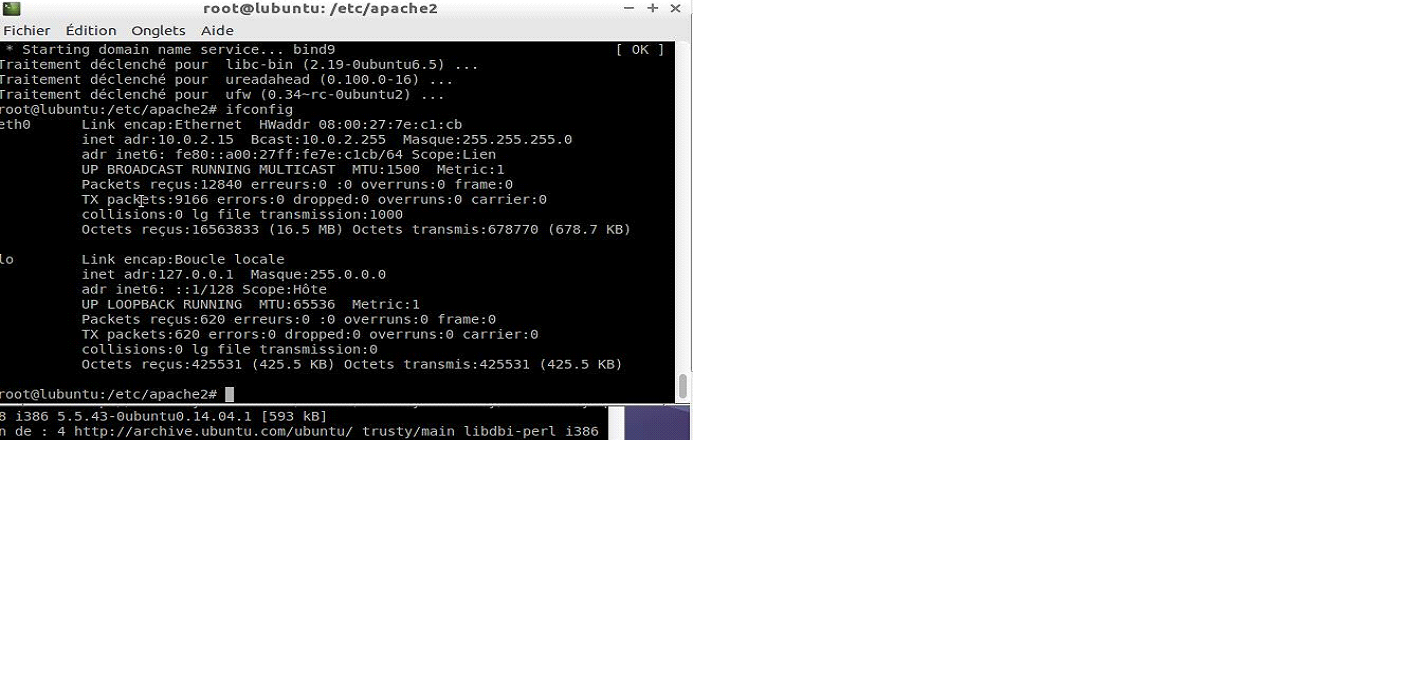 root@lubuntu: /etc/apache2
Fichier Édition Onglets Aide
* Starting domain name service... bind9 [ OK ]
Traitement déclenché pour  libc-bin (2.19-0ubuntu6.5) ...
Traitement déclenché pour  ureadahead (0.100.0-16) ...
Traitement déclenché pour  ufw (0.34~rc-0ubuntu2) ...
root@lubuntu:/etc/apache2# ifconfig
eth0      Link encap:Ethernet  HWaddr 08:00:27:7e:c1:cb
inet adr:10.0.2.15  Bcast:10.0.2.255  Masque:255.255.255.0
adr inet6: fe80::a00:27ff:fe7e:c1cb/64 Scope:Lien
UP BROADCAST RUNNING MULTICAST  MTU:1500  Metric:1
Packets reçus:12840 erreurs:0 :0 overruns:0 frame:0
TX packets:9166 errors:0 dropped:0 overruns:0 carrier:0
collisions:0 lg file transmission:1000
Octets reçus:16563833 (16.5 MB) Octets transmis:678770 (678.7 KB)
lo        Link encap:Boucle locale
inet adr:127.0.0.1  Masque:255.0.0.0
adr inet6: ::1/128 Scope:Hôte
UP LOOPBACK RUNNING  MTU:65536  Metric:1
Packets reçus:620 erreurs:0 :0 overruns:0 frame:0
TX packets:620 errors:0 dropped:0 overruns:0 carrier:0
collisions:0 lg file transmission:0
Octets reçus:425531 (425.5 KB) Octets transmis:425531 (425.5 KB)
root@lubuntu:/etc/apache2#
8 i386 5.5.43-0ubuntu0.14.04.1 [593 kB]
n de : 4 http://archive.ubuntu.com/ubuntu/ trusty/main libdbi-perl i386